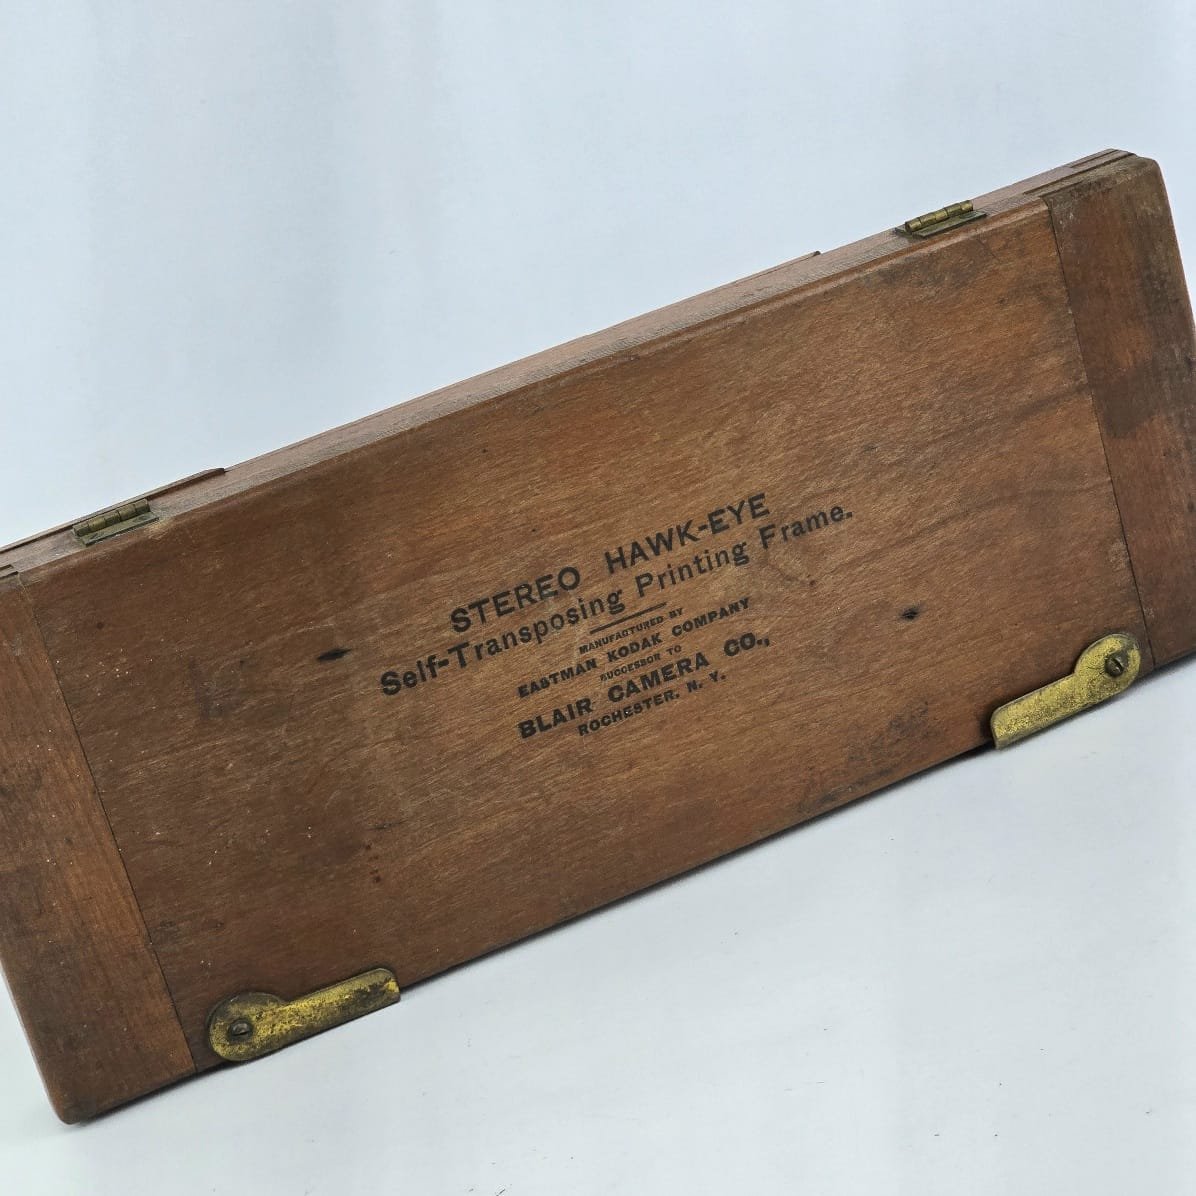 STEREO HAWK-EYE
Self-Transposing Printing Frame.
MANUFACTURED BY
EASTMAN KODAK COMPANY
SUCCESSOR TO
BLAIR CAMERA CO.,
ROCHESTER. N. Y.